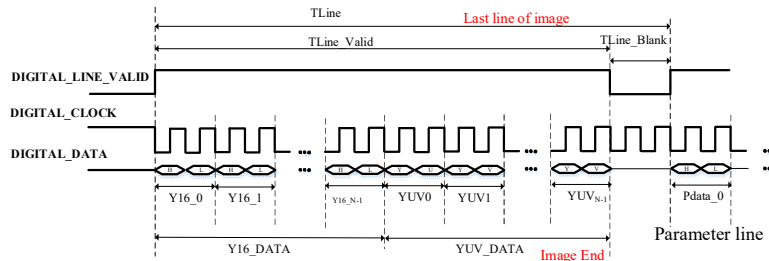 TLine
Last line of image
TLine_Valid
TLine_Blank
DIGITAL_LINE_VALID
DIGITAL_CLOCK
DIGITAL_DATA
H L H L H L Y U Y V Y V H L
Y16_0 Y16_1 Y16_N-1 YUV0 YUV1 YUVN-1 Pdata_0
Parameter line
Y16_DATA YUV_DATA
Image End